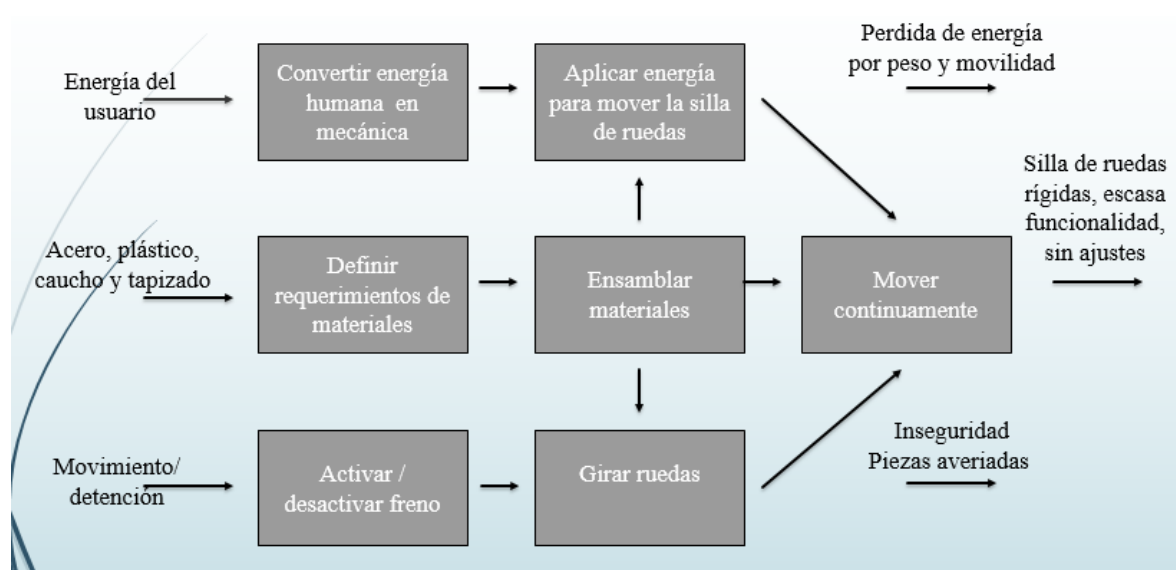 Energía del
usuario
Convertir energía
humana en
mecánica
Aplicar energía
para mover la silla
de ruedas
Perdida de energía
por peso y movilidad
Acero, plástico,
caucho y tapizado
Definir
requerimientos de
materiales
Ensamblar
materiales
Mover
continuamente
Silla de ruedas
rígidas, escasa
funcionalidad,
sin ajustes
Movimiento/
detención
Activar /
desactivar freno
Girar ruedas
Inseguridad
Piezas averiadas